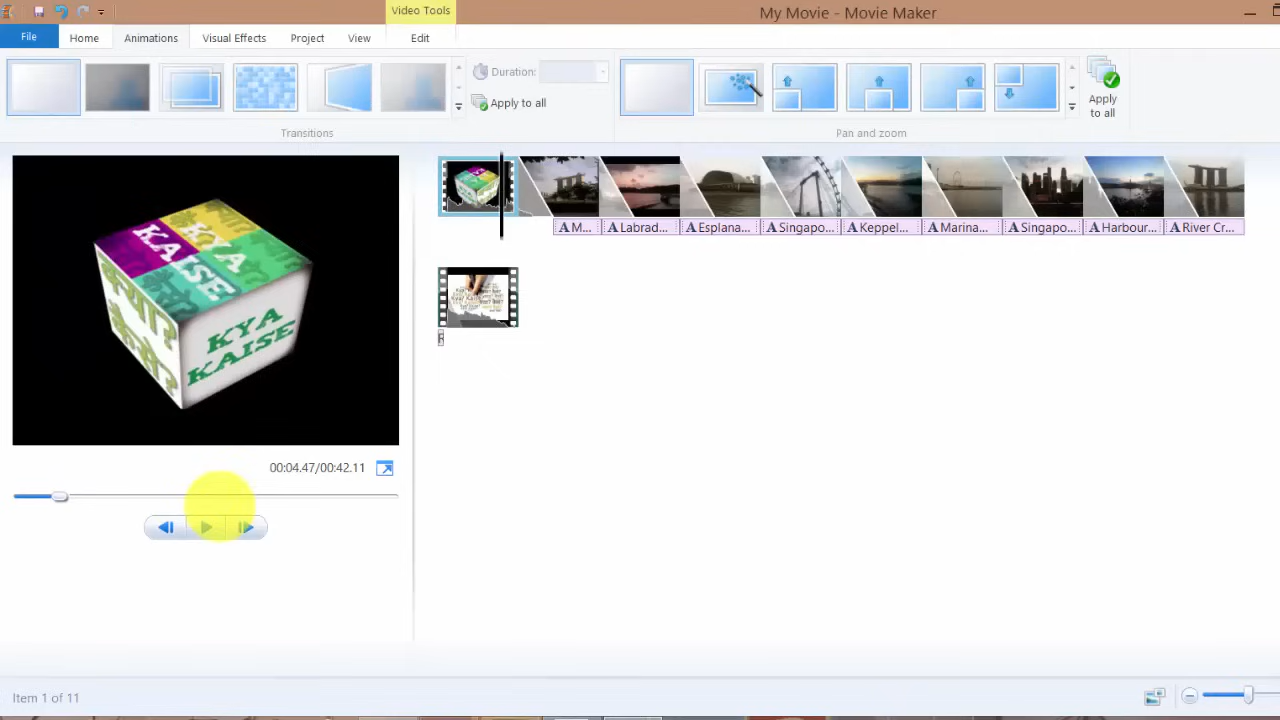 Video Tools
My Movie - Movie Maker
File
Home
Animations
Visual Effects
Project
View
Edit
Duration:
Apply to all
Transitions
Pan and zoom
Apply
to all
KAISE
KYA
KYA
KAISE
A M...
A Labrad...
A Esplana...
A Singapo...
A Keppel...
A Marina...
A Singapo...
A Harbour...
A River Cr...
00:04.47/00:42.11
Item 1 of 11